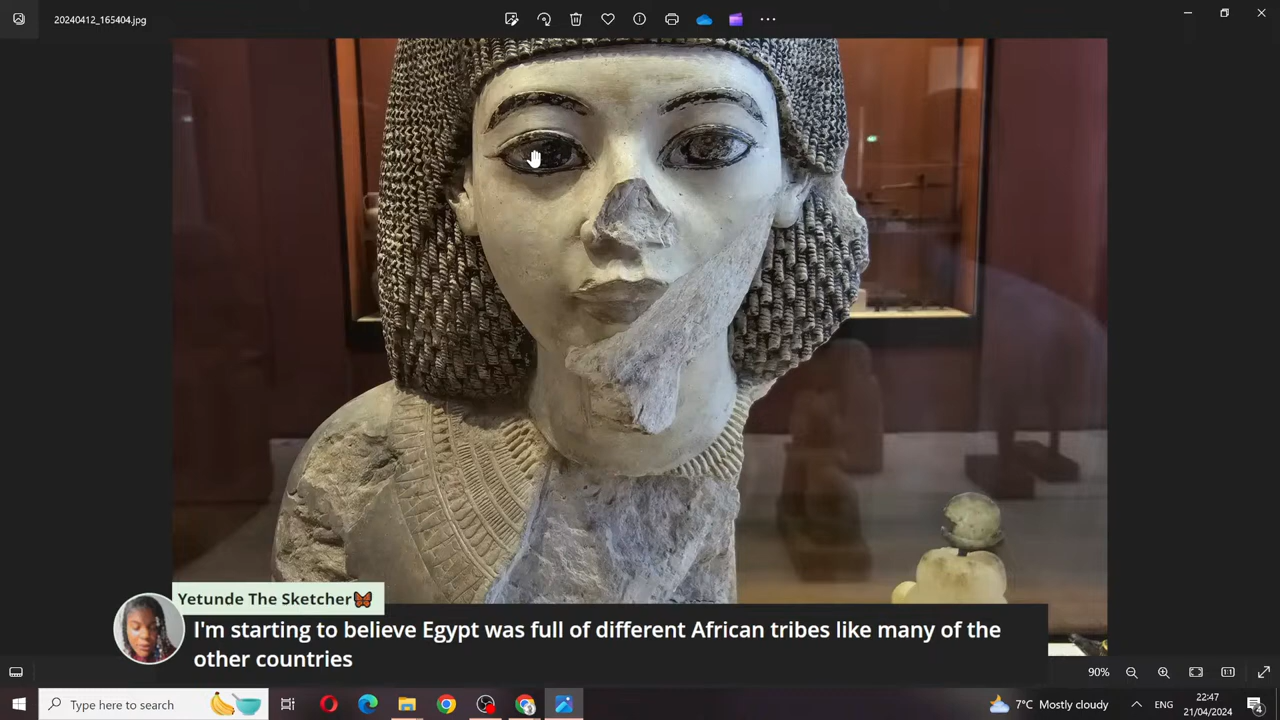 20240412_165404.jpg
Yetunde The Sketcher🦋
I'm starting to believe Egypt was full of different African tribes like many of the
other countries
90%
Type here to search
7°C Mostly cloudy
ENG
22:47
21/04/2024
4